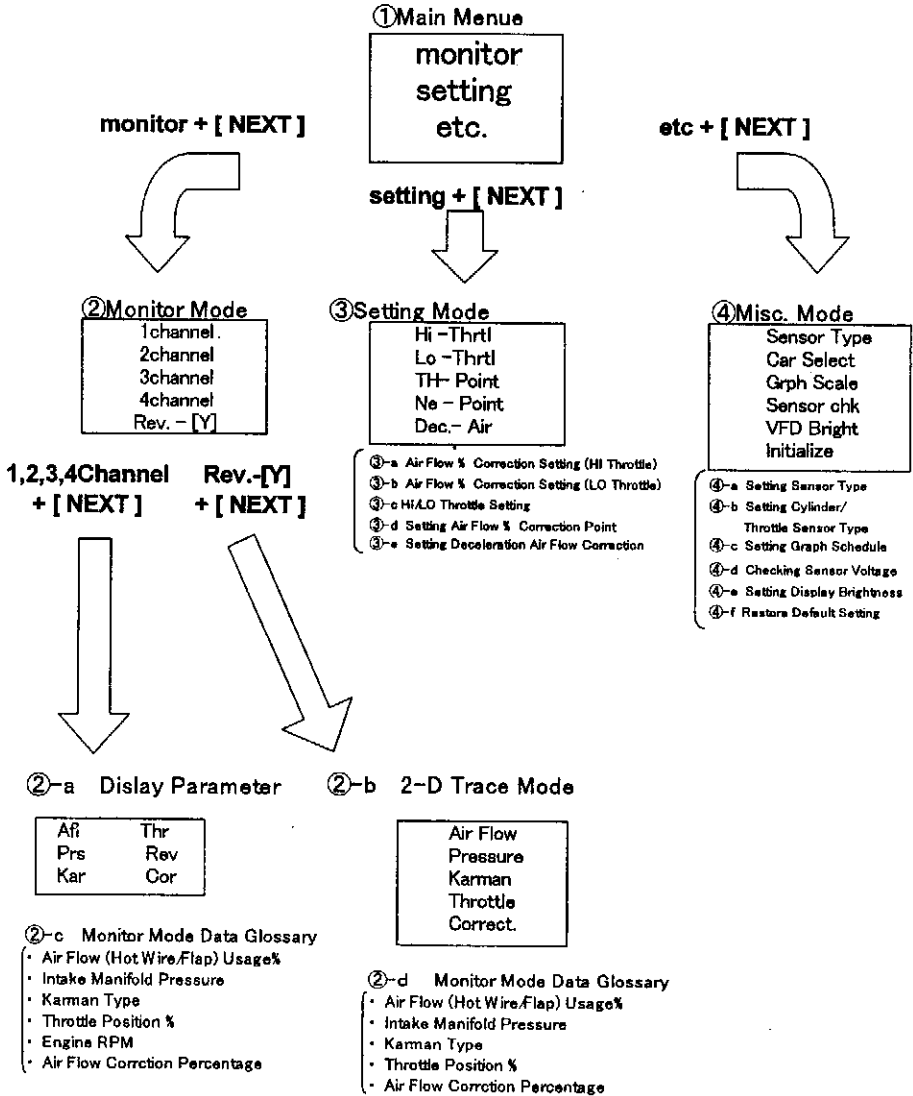 ①Main Menue
monitor
setting
etc.
monitor + [ NEXT ]
etc + [ NEXT ]
setting + [ NEXT ]
②Monitor Mode
1channel.
2channel
3channel
4channel
Rev. - [Y]
③Setting Mode
Hi -Thrtl
Lo -Thrtl
TH- Point
Ne - Point
Dec.- Air
④Misc. Mode
Sensor Type
Car Select
Grph Scale
Sensor chk
VFD Bright
Initialize
1,2,3,4Channel
+ [ NEXT ]
Rev.-[Y]
+ [ NEXT ]
③-a Air Flow % Correction Setting (HI Throttle)
③-b Air Flow % Correction Setting (LO Throttle)
③-c Hi/LO Throttle Setting
③-d Setting Air Flow % Correction Point
③-e Setting Deceleration Air Flow Correction
④-a Setting Sensor Type
④-b Setting Cylinder/
Throttle Sensor Type
④-c Setting Graph Schedule
④-d Checking Sensor Voltage
④-e Setting Display Brightness
④-f Restore Default Setting
②-a Dislay Parameter
Afl Thr
Prs Rev
Kar Cor
②-b 2-D Trace Mode
Air Flow
Pressure
Karman
Throttle
Correct.
②-c Monitor Mode Data Glossary
・ Air Flow (Hot Wire/Flap) Usage%
・ Intake Manifold Pressure
・ Karman Type
・ Throttle Position %
・ Engine RPM
・ Air Flow Corrction Percentage
②-d Monitor Mode Data Glossary
・ Air Flow (Hot Wire/Flap) Usage%
・ Intake Manifold Pressure
・ Karman Type
・ Throttle Position %
・ Air Flow Corrction Percentage